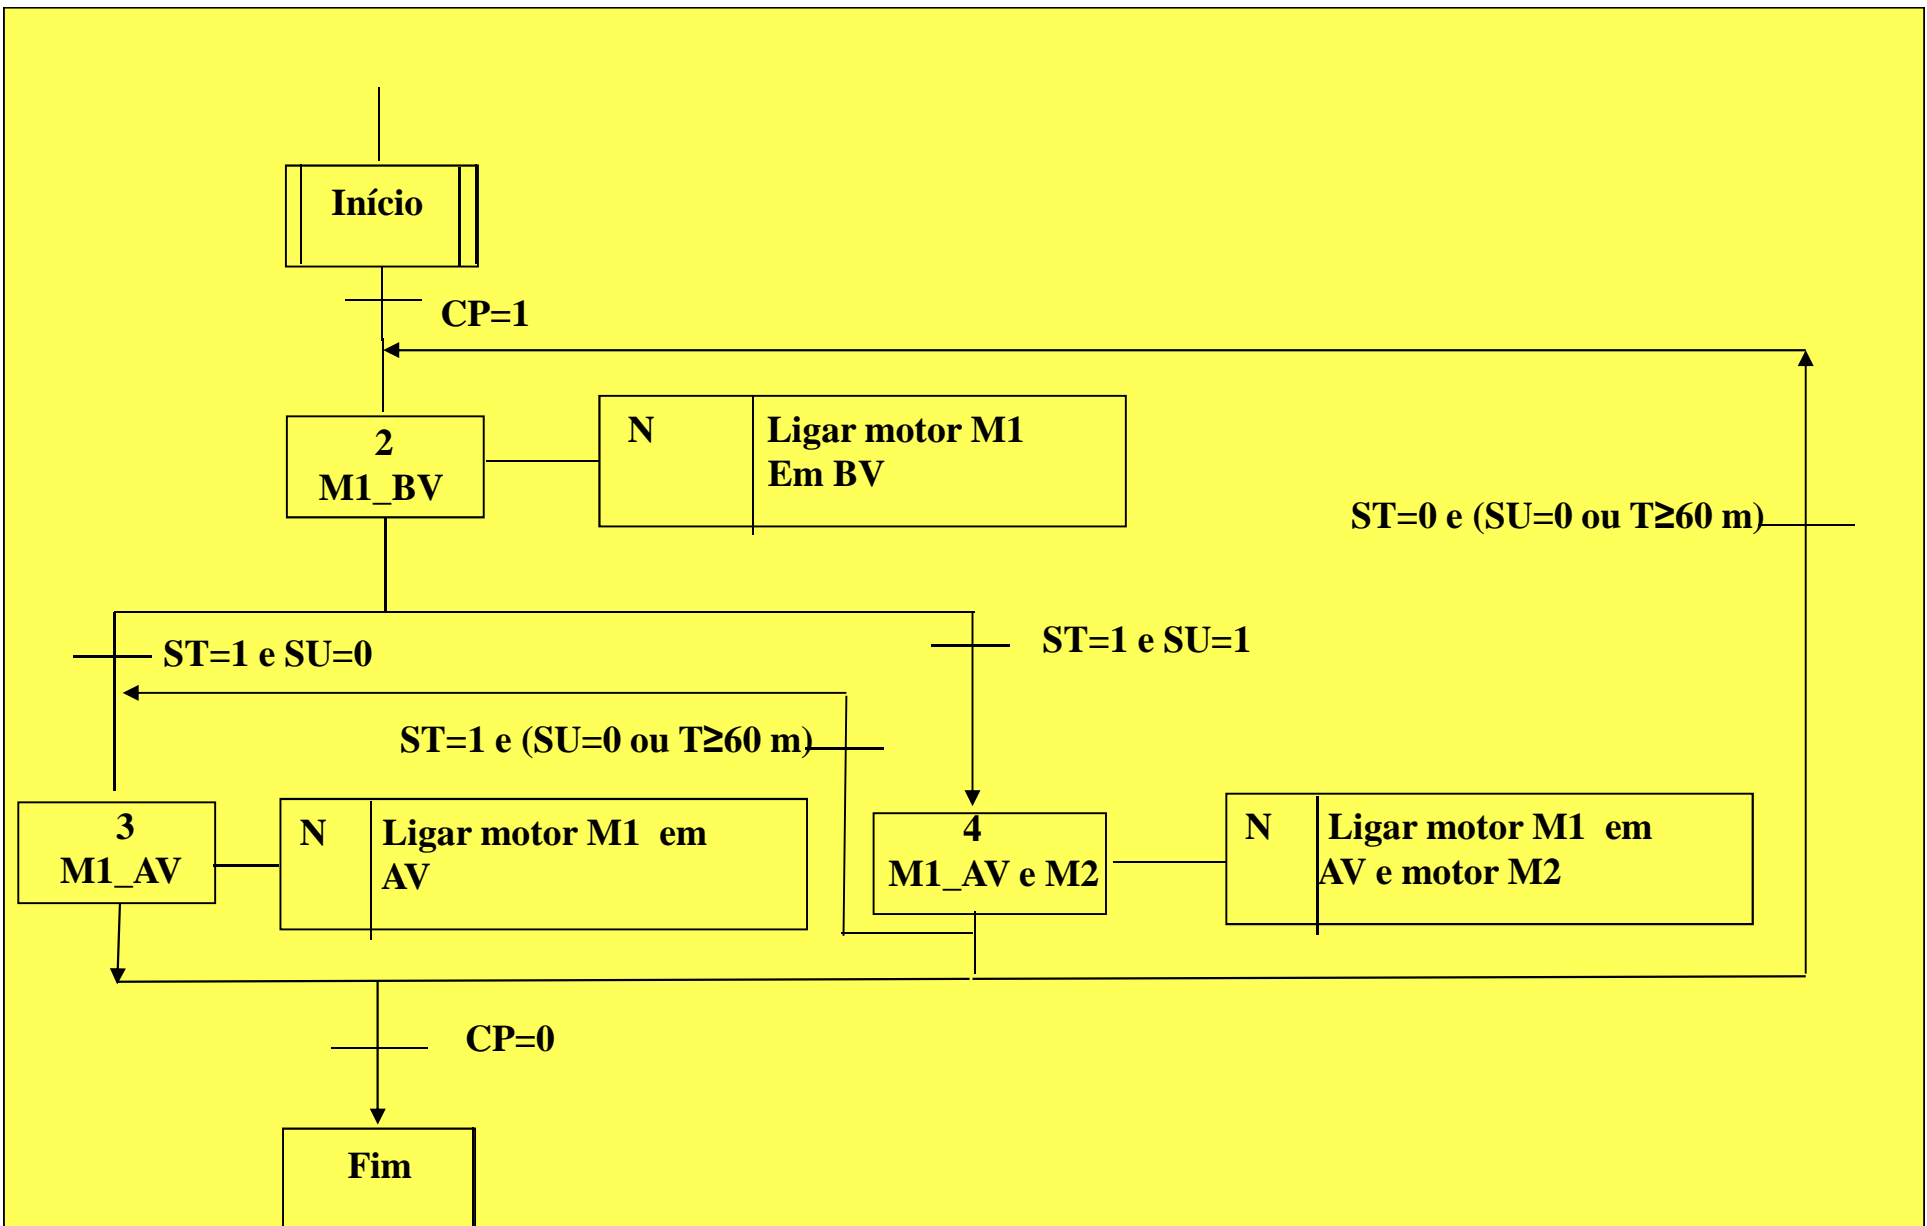 Início
CP=1
2
M1_BV
N
Ligar motor M1
Em BV
ST=0 e (SU=0 ou T≥60 m)
ST=1 e SU=0
ST=1 e SU=1
ST=1 e (SU=0 ou T≥60 m)
3
M1_AV
N
Ligar motor M1 em
AV
4
M1_AV e M2
N
Ligar motor M1 em
AV e motor M2
CP=0
Fim